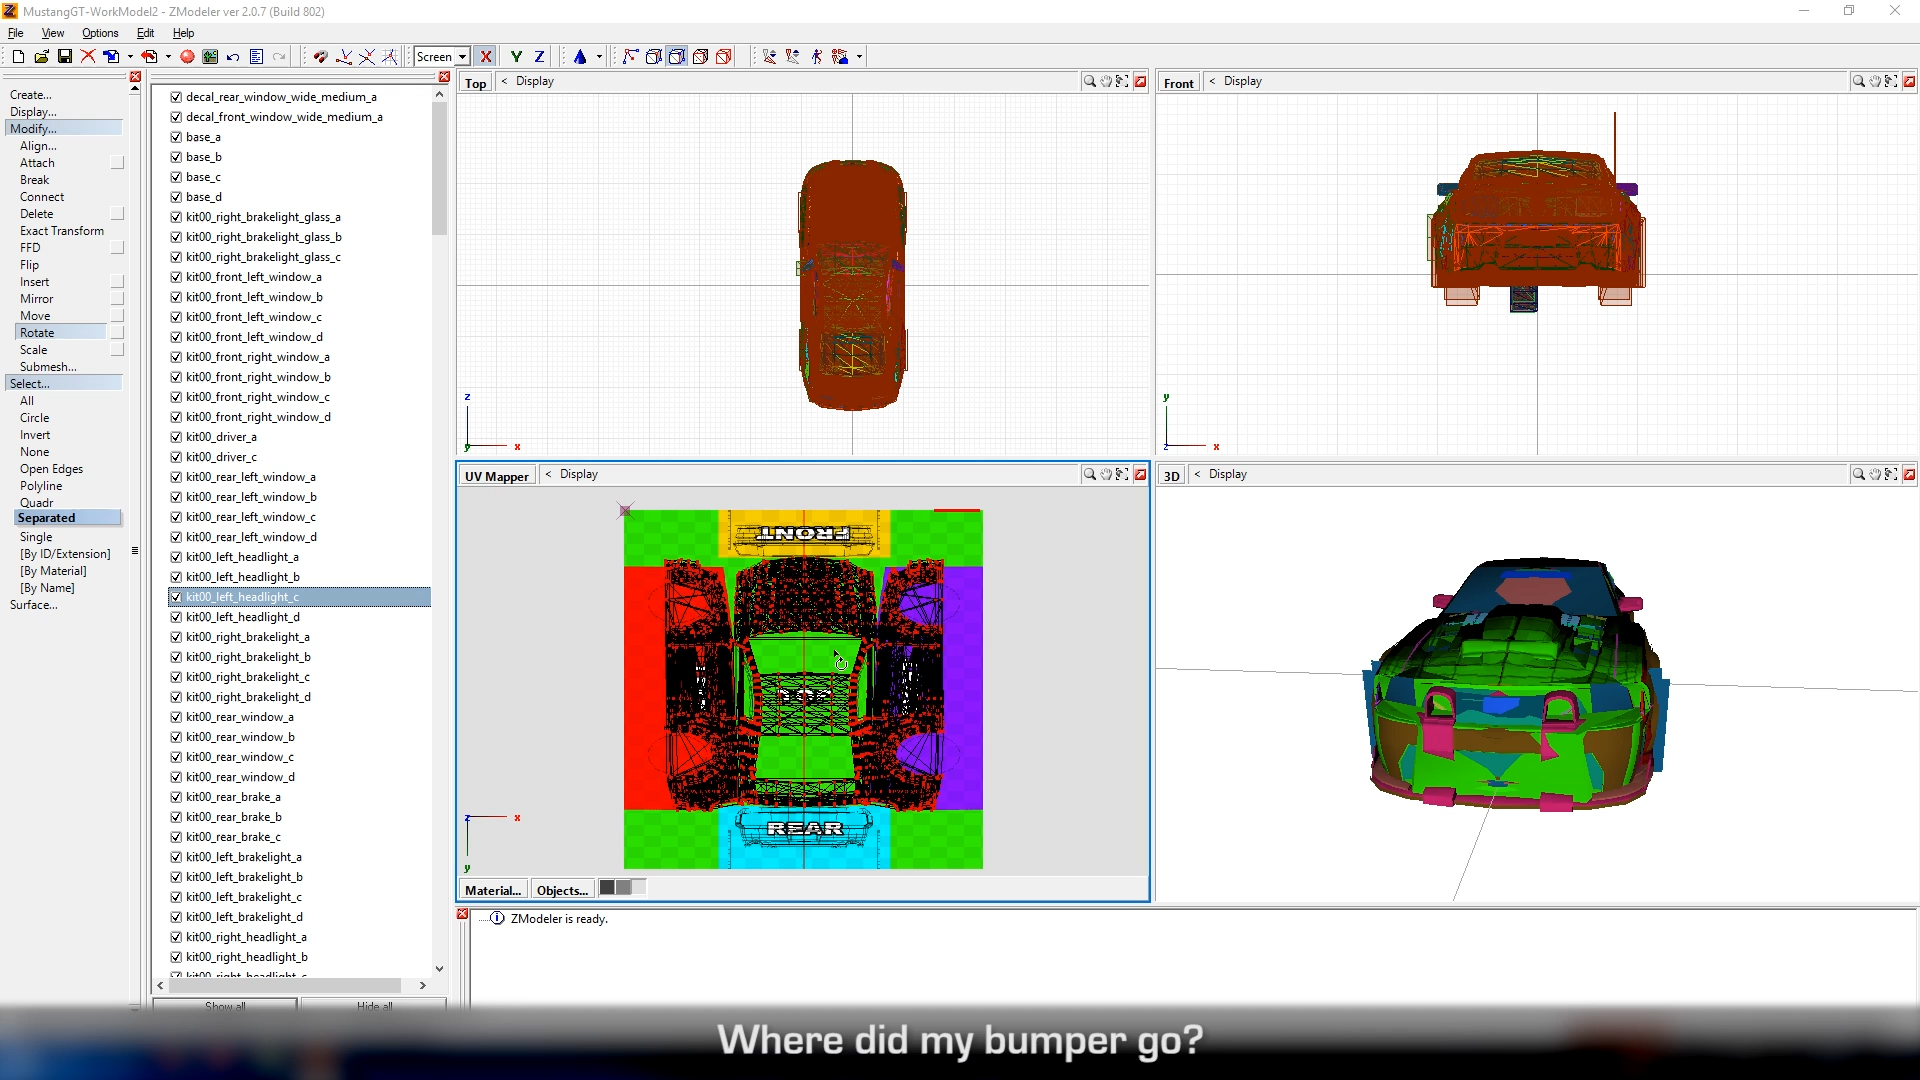 MustangGT-WorkModel2 - ZModeler ver 2.0.7 (Build 802)
File View Options Edit Help
Screen X Y Z
Create...
Display...
Modify...
Align...
Attach
Break
Connect
Delete
Exact Transform
FFD
Flip
Insert
Mirror
Move
Rotate
Scale
Submesh...
Select...
All
Circle
Invert
None
Open Edges
Polyline
Quadr
Separated
Single
[By ID/Extension]
[By Material]
[By Name]
Surface...
decal_rear_window_wide_medium_a
decal_front_window_wide_medium_a
base_a
base_b
base_c
base_d
kit00_right_brakelight_glass_a
kit00_right_brakelight_glass_b
kit00_right_brakelight_glass_c
kit00_front_left_window_a
kit00_front_left_window_b
kit00_front_left_window_c
kit00_front_left_window_d
kit00_front_right_window_a
kit00_front_right_window_b
kit00_front_right_window_c
kit00_front_right_window_d
kit00_driver_a
kit00_driver_c
kit00_rear_left_window_a
kit00_rear_left_window_b
kit00_rear_left_window_c
kit00_rear_left_window_d
kit00_left_headlight_a
kit00_left_headlight_b
kit00_left_headlight_c
kit00_left_headlight_d
kit00_right_brakelight_a
kit00_right_brakelight_b
kit00_right_brakelight_c
kit00_right_brakelight_d
kit00_rear_window_a
kit00_rear_window_b
kit00_rear_window_c
kit00_rear_window_d
kit00_rear_brake_a
kit00_rear_brake_b
kit00_rear_brake_c
kit00_left_brakelight_a
kit00_left_brakelight_b
kit00_left_brakelight_c
kit00_left_brakelight_d
kit00_right_headlight_a
kit00_right_headlight_b
kit00_right_headlight_c
Show all Hide all
Top < Display
z
y x
Front < Display
y
z x
UV Mapper < Display
FRONT
REAR
z x
y
Material... Objects...
3D < Display
ZModeler is ready.
Where did my bumper go?